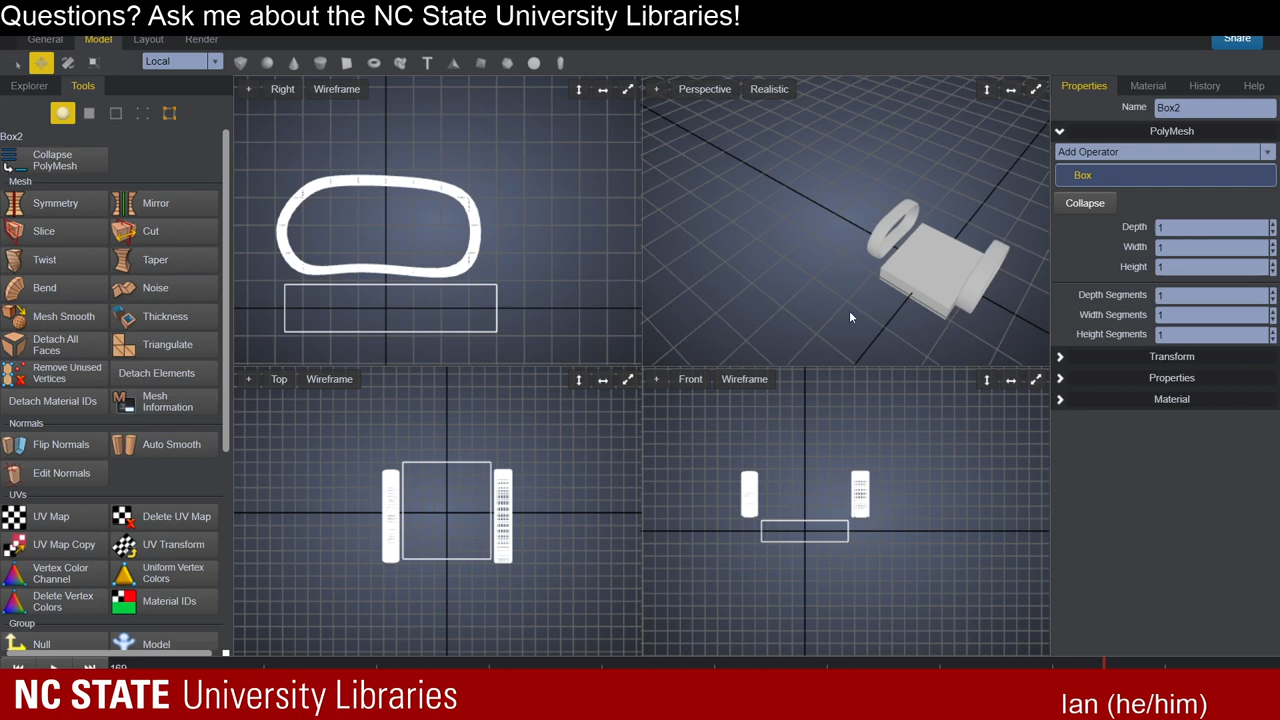 Questions? Ask me about the NC State University Libraries!
General Model Layout Render
Share
Local
Explorer Tools
Right Wireframe
Perspective Realistic
Properties Material History Help
Name Box2
Box2
PolyMesh
Collapse
PolyMesh
Add Operator
Mesh
Box
Symmetry Mirror
Collapse
Slice Cut
Depth 1
Width 1
Twist Taper
Height 1
Bend Noise
Depth Segments 1
Mesh Smooth Thickness
Width Segments 1
Height Segments 1
Detach All
Faces
Triangulate
Transform
Remove Unused
Vertices
Detach Elements
Properties
Top Wireframe
Front Wireframe
Detach Material IDs
Mesh
Information
Material
Normals
Flip Normals Auto Smooth
Edit Normals
UVs
UV Map Delete UV Map
UV Map Copy UV Transform
Vertex Color
Channel
Uniform Vertex
Colors
Delete Vertex
Colors
Material IDs
Group
Null Model
169
NC STATE University Libraries
Ian (he/him)